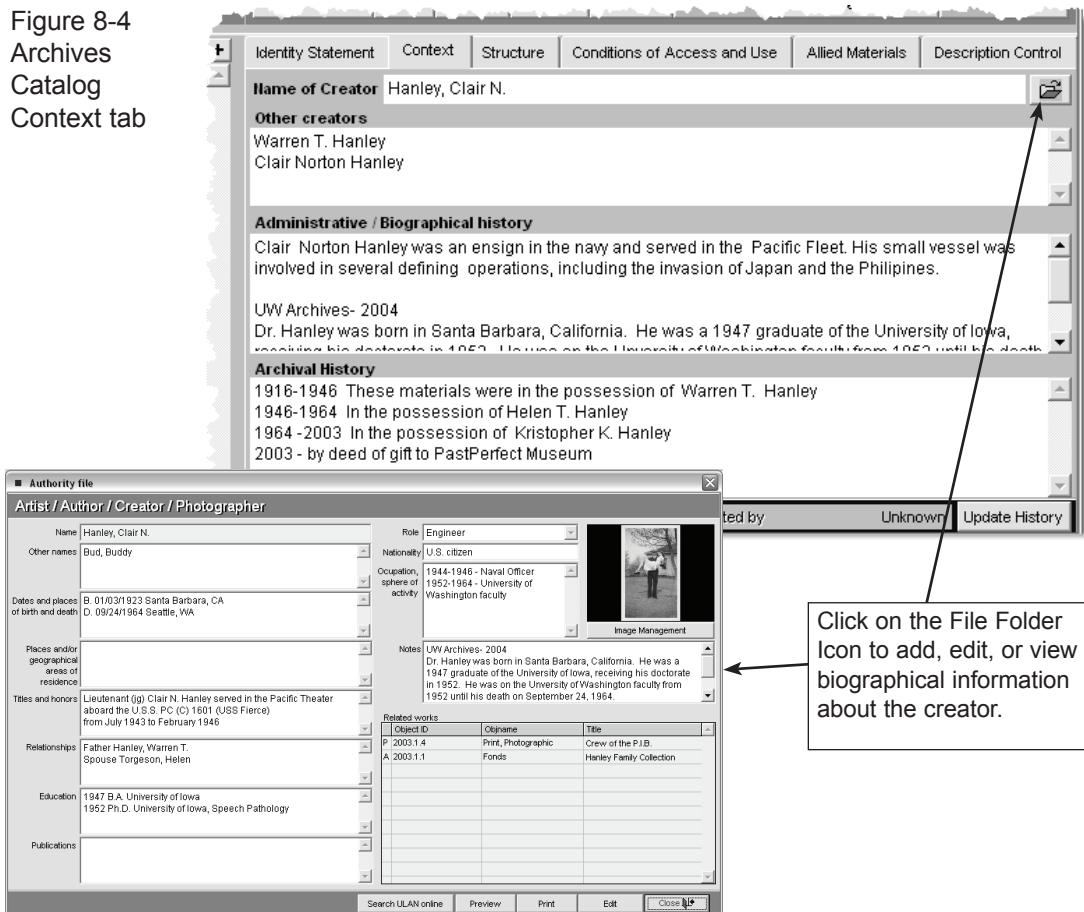 Figure 8-4
Archives
Catalog
Context tab
Identity Statement Context Structure Conditions of Access and Use Allied Materials Description Control
Name of Creator Hanley, Clair N.
Other creators
Warren T. Hanley
Clair Norton Hanley
Administrative / Biographical history
Clair Norton Hanley was an ensign in the navy and served in the Pacific Fleet. His small vessel was
involved in several defining operations, including the invasion of Japan and the Philipines.
UW Archives- 2004
Dr. Hanley was born in Santa Barbara, California. He was a 1947 graduate of the University of Iowa,
Archival History
1916-1946 These materials were in the possession of Warren T. Hanley
1946-1964 In the possession of Helen T. Hanley
1964 -2003 In the possession of Kristopher K. Hanley
2003 - by deed of gift to PastPerfect Museum
ted by Unknown Update History
Authority file
Artist / Author / Creator / Photographer
Name Hanley, Clair N.
Other names Bud, Buddy
Dates and places
of birth and death
B. 01/03/1923 Santa Barbara, CA
D. 09/24/1964 Seattle, WA
Places and/or
geographical
areas of
residence
Titles and honors Lieutenant (jg) Clair N. Hanley served in the Pacific Theater
aboard the U.S.S. PC (C) 1601 (USS Fierce)
from July 1943 to February 1946
Relationships Father Hanley, Warren T.
Spouse Torgeson, Helen
Education 1947 B.A. University of Iowa
1952 Ph.D. University of Iowa, Speech Pathology
Publications
Role Engineer
Nationality U.S. citizen
Ocupation,
sphere of
activity
1944-1946 - Naval Officer
1952-1964 - University of
Washington faculty
Image Management
Notes UW Archives- 2004
Dr. Hanley was born in Santa Barbara, California. He was a
1947 graduate of the University of Iowa, receiving his doctorate
in 1952. He was on the Unversity of Washington faculty from
1952 until his death on September 24, 1964.
Related works
Object ID Objname Title
P 2003.1.4 Print, Photographic Crew of the P.I.B.
A 2003.1.1 Fonds Hanley Family Collection
Search ULAN online Preview Print Edit Close
Click on the File Folder
Icon to add, edit, or view
biographical information
about the creator.